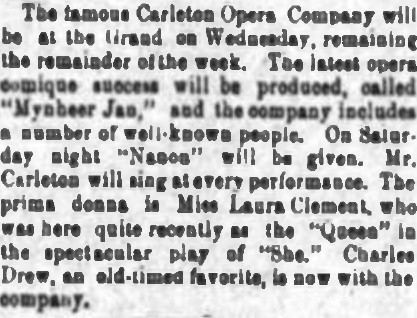 The famous Carleton Opera Company will
be at the Grand on Wednesday, remaining
the remainder of the week. The latest opera
comique success will be produced, called
"Mynheer Jan," and the company includes
a number of well-known people. On Satur-
day night "Nanon" will be given. Mr.
Carleton will sing at every performance. The
prima donna is Miss Laura Clement, who
was here quite recently as the "Queen" in
the spectacular play of "She." Charles
Drew, an old-timed favorite, is now with the
company.